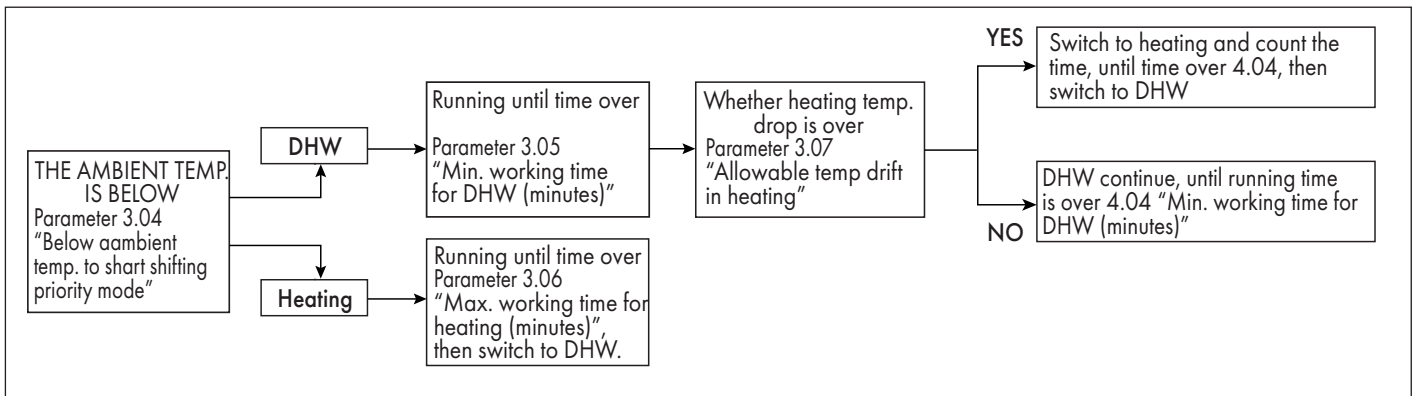 THE AMBIENT TEMP.
IS BELOW
Parameter 3.04
“Below aambient
temp. to shart shifting
priority mode”
DHW
Heating
Running until time over
Parameter 3.05
“Min. working time
for DHW (minutes)”
Running until time over
Parameter 3.06
“Max. working time for
heating (minutes)”,
then switch to DHW.
Whether heating temp.
drop is over
Parameter 3.07
“Allowable temp drift
in heating”
YES
Switch to heating and count the
time, until time over 4.04, then
switch to DHW
NO
DHW continue, until running time
is over 4.04 “Min. working time for
DHW (minutes)”